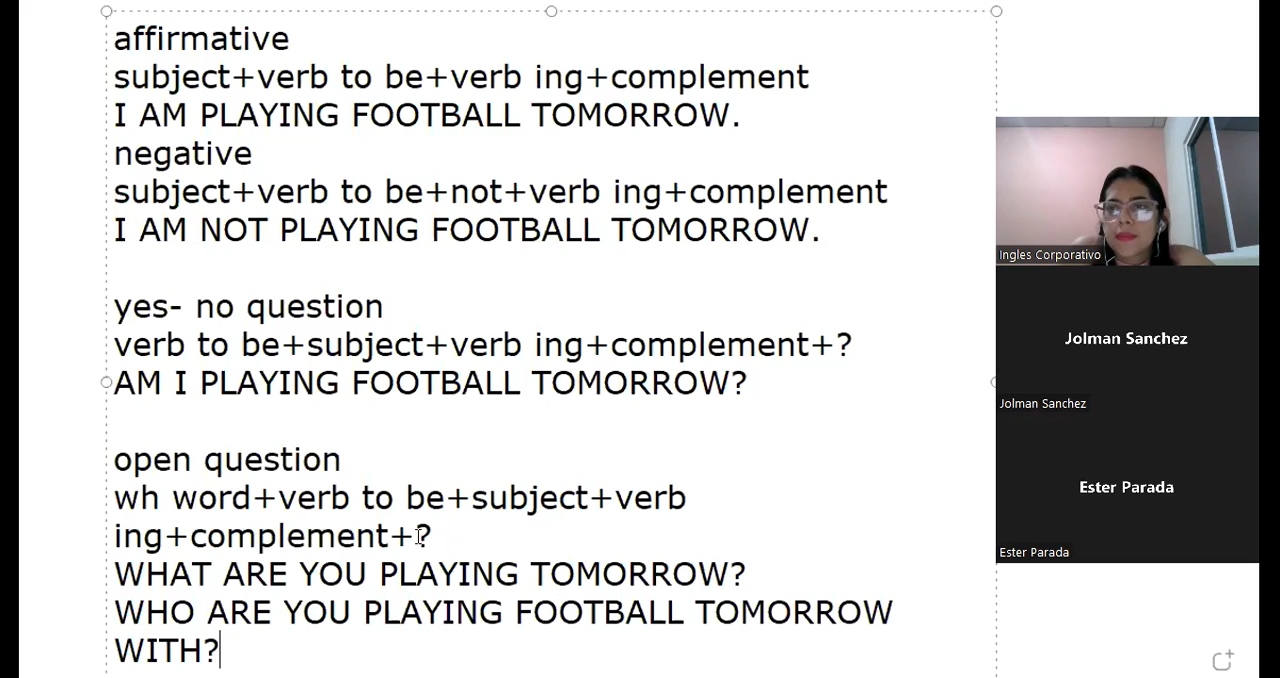 affirmative
subject+verb to be+verb ing+complement
I AM PLAYING FOOTBALL TOMORROW.
negative
subject+verb to be+not+verb ing+complement
I AM NOT PLAYING FOOTBALL TOMORROW.
yes- no question
verb to be+subject+verb ing+complement+?
AM I PLAYING FOOTBALL TOMORROW?
open question
wh word+verb to be+subject+verb
ing+complement+?
WHAT ARE YOU PLAYING TOMORROW?
WHO ARE YOU PLAYING FOOTBALL TOMORROW
WITH?
Ingles Corporativo
Jolman Sanchez
Jolman Sanchez
Ester Parada
Ester Parada